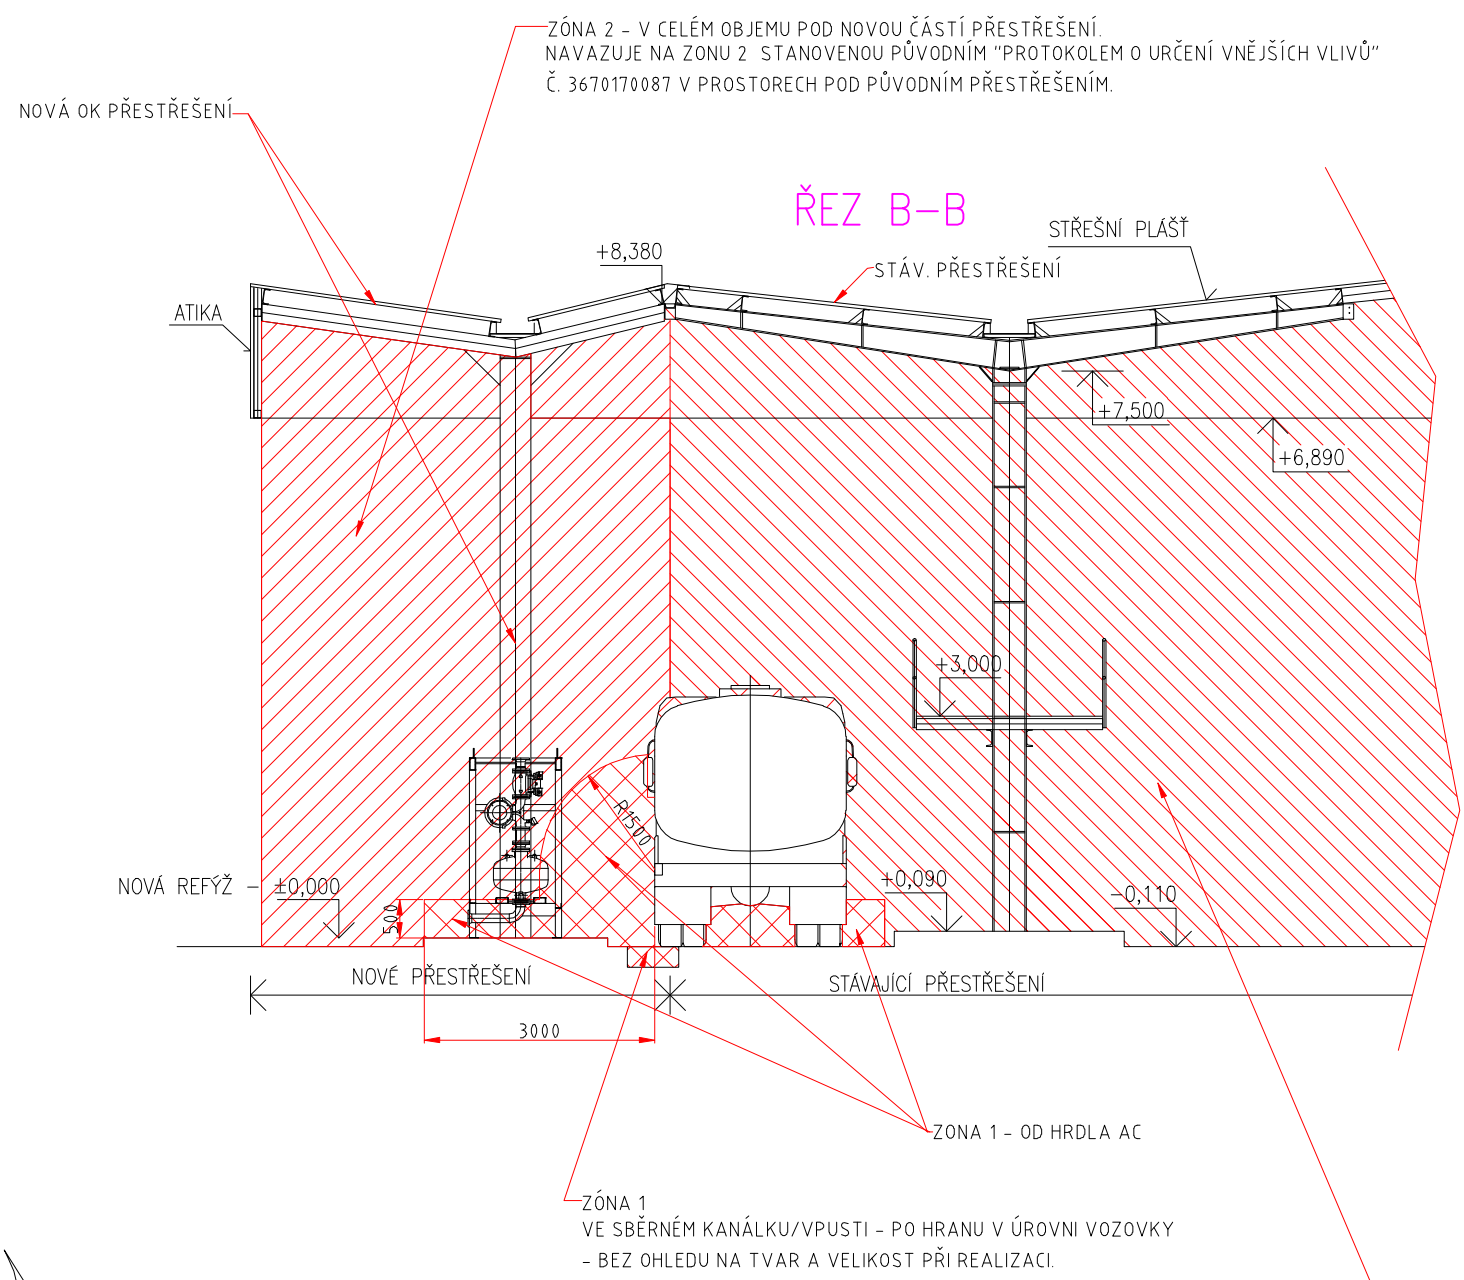 ZÓNA 2 - V CELÉM OBJEMU POD NOVOU ČÁSTÍ PŘESTŘEŠENÍ.
NAVAZUJE NA ZONU 2 STANOVENOU PŮVODNÍM "PROTOKOLEM O URČENÍ VNĚJŠÍCH VLIVŮ"
Č. 3670170087 V PROSTORECH POD PŮVODNÍM PŘESTŘEŠENÍM.
NOVÁ OK PŘESTŘEŠENÍ
ŘEZ B-B
STŘEŠNÍ PLÁŠŤ
+8,380
STÁV. PŘESTŘEŠENÍ
ATIKA
+7,500
+6,890
+3,000
R1500
NOVÁ REFÝŽ - ±0,000
+0,090
-0,110
500
NOVÉ PŘESTŘEŠENÍ
STÁVAJÍCÍ PŘESTŘEŠENÍ
3000
ZONA 1 - OD HRDLA AC
ZÓNA 1
VE SBĚRNÉM KANÁLKU/VPUSTI - PO HRANU V ÚROVNI VOZOVKY
- BEZ OHLEDU NA TVAR A VELIKOST PŘI REALIZACI.